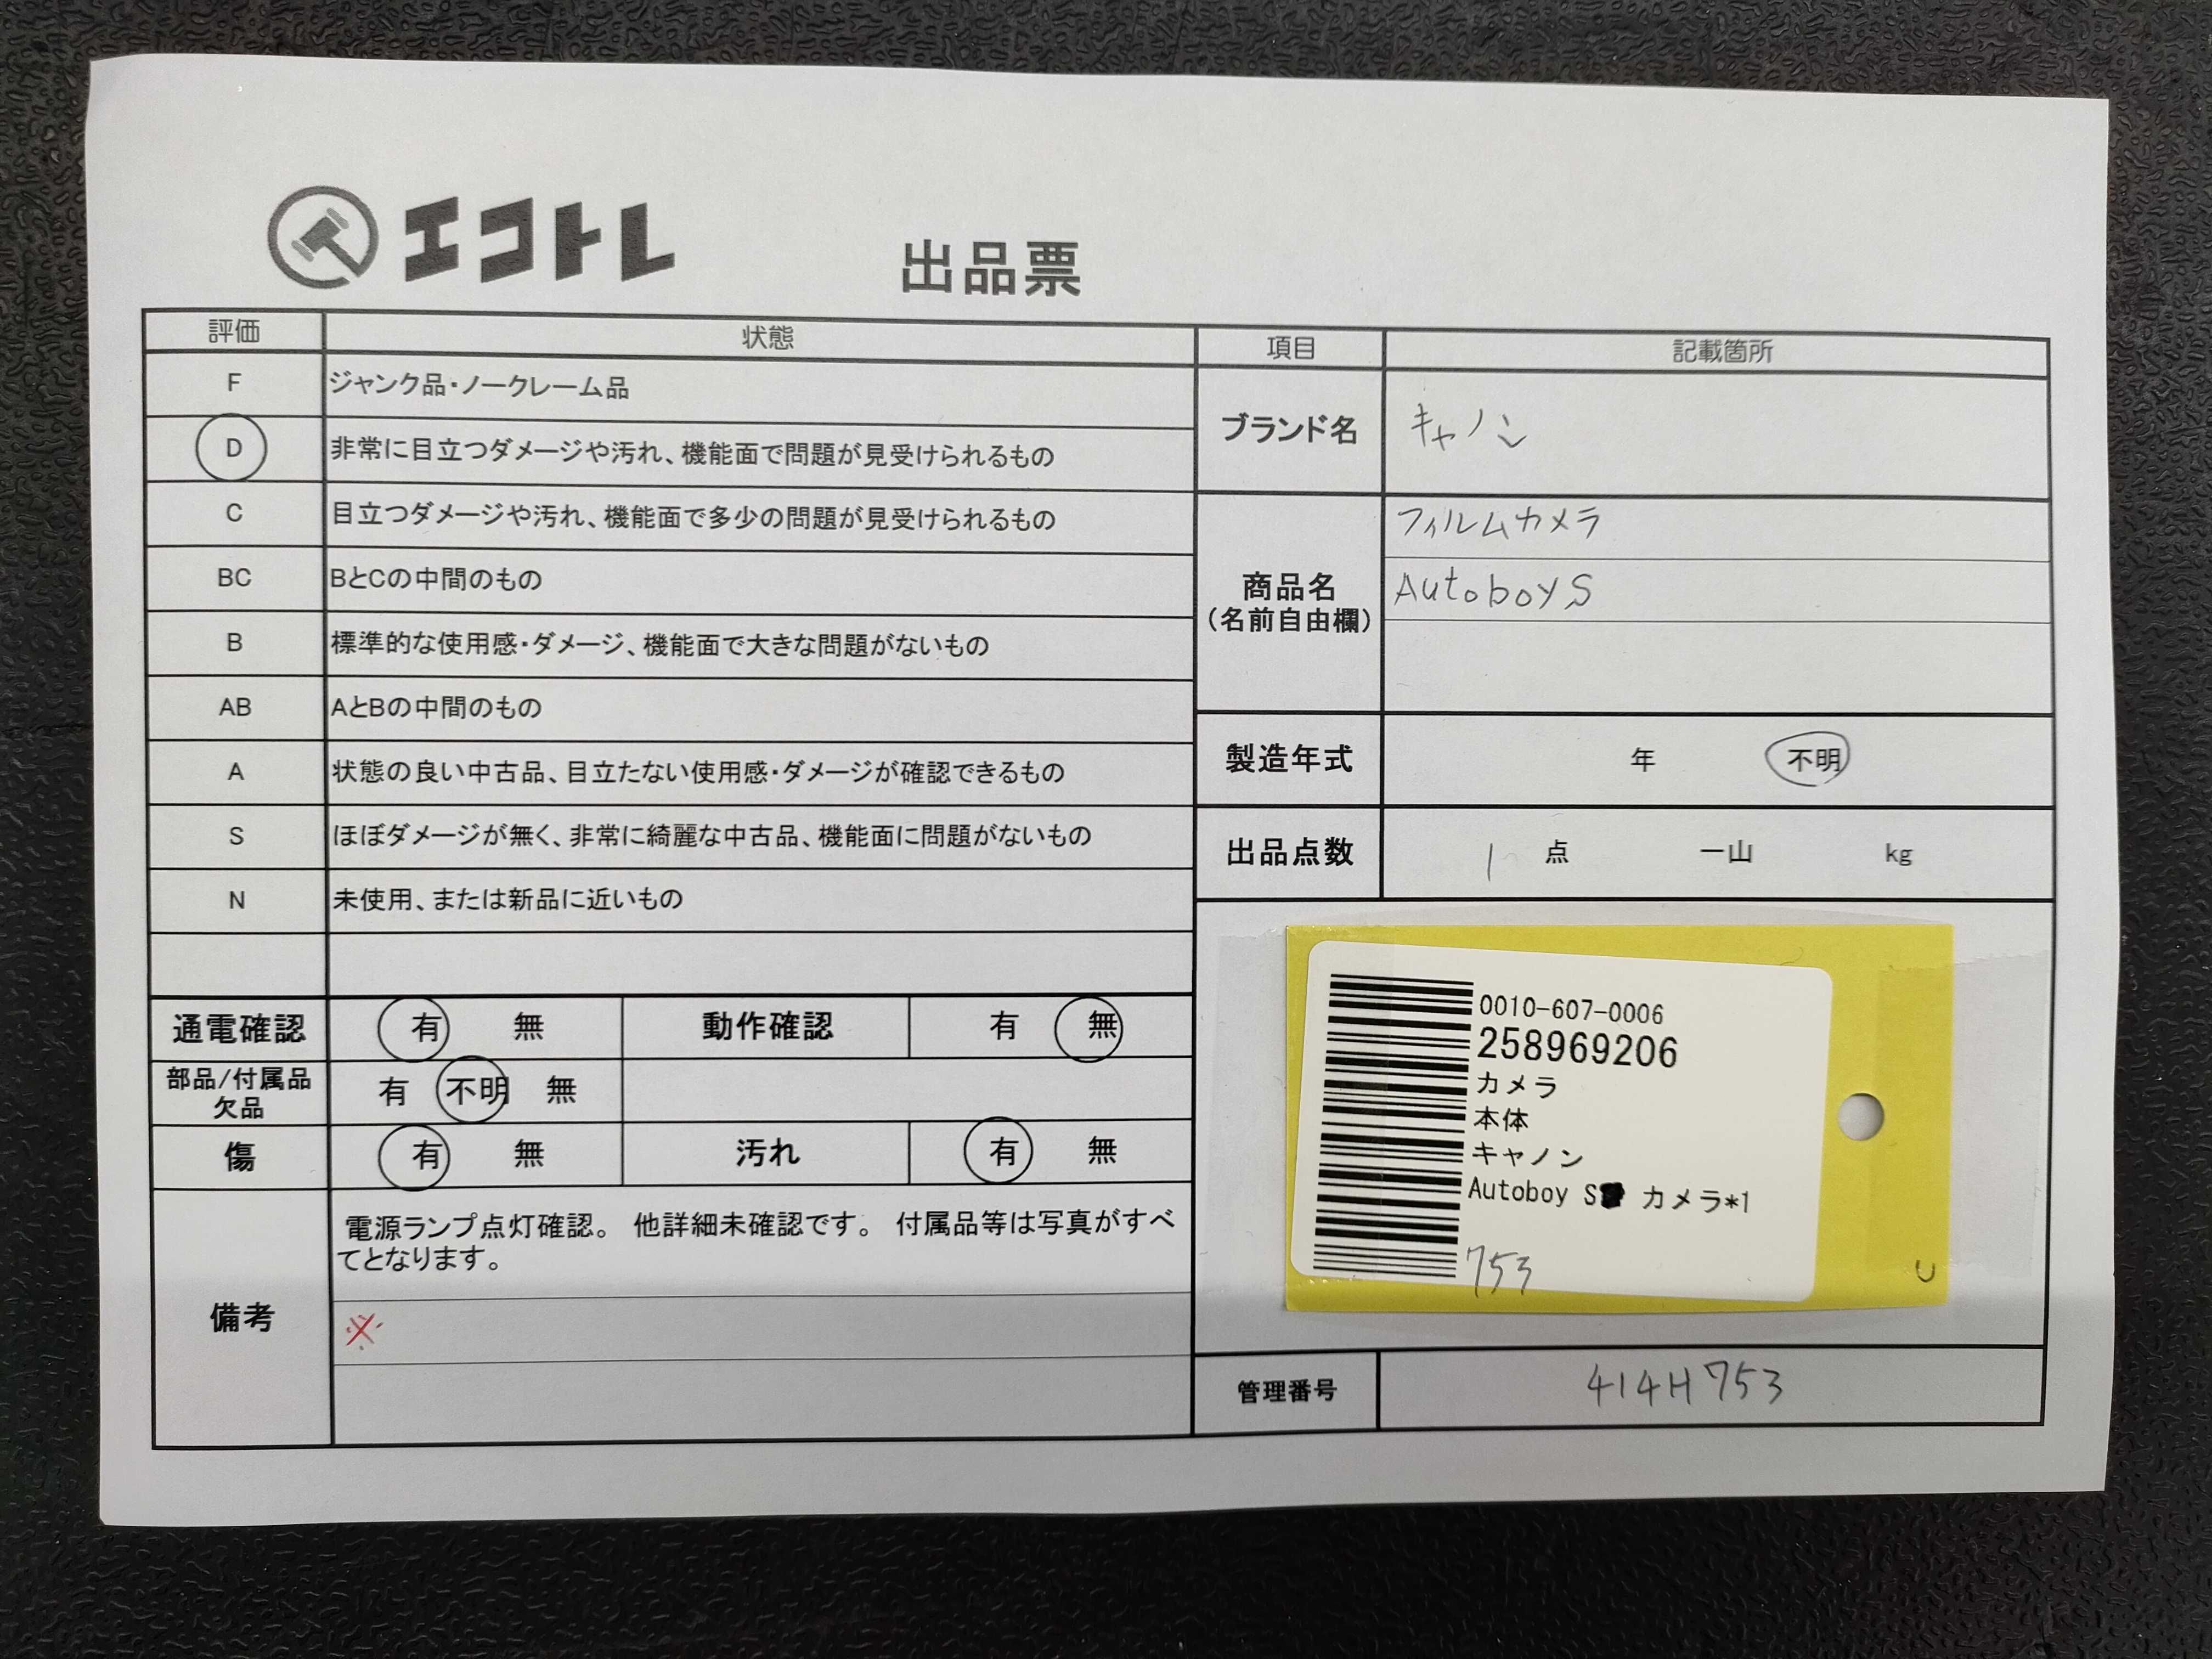 エコトレ
出品票
評価 状態
F ジャンク品・ノークレーム品
D 非常に目立つダメージや汚れ、機能面で問題が見受けられるもの
C 目立つダメージや汚れ、機能面で多少の問題が見受けられるもの
BC BとCの中間のもの
B 標準的な使用感・ダメージ、機能面で大きな問題がないもの
AB AとBの中間のもの
A 状態の良い中古品、目立たない使用感・ダメージが確認できるもの
S ほぼダメージが無く、非常に綺麗な中古品、機能面に問題がないもの
N 未使用、または新品に近いもの
通電確認 有 無 動作確認 有 無
部品/付属品
欠品
有 不明 無
傷 有 無 汚れ 有 無
備考
電源ランプ点灯確認。 他詳細未確認です。 付属品等は写真がすべ
てとなります。
※
項目 記載箇所
ブランド名 キャノン
商品名
(名前自由欄)
フィルムカメラ
Autoboy S
製造年式 年 不明
出品点数 1 点 一山 kg
0010-607-0006
258969206
カメラ
本体
キャノン
Autoboy S カメラ*1
753
U
管理番号 414H753